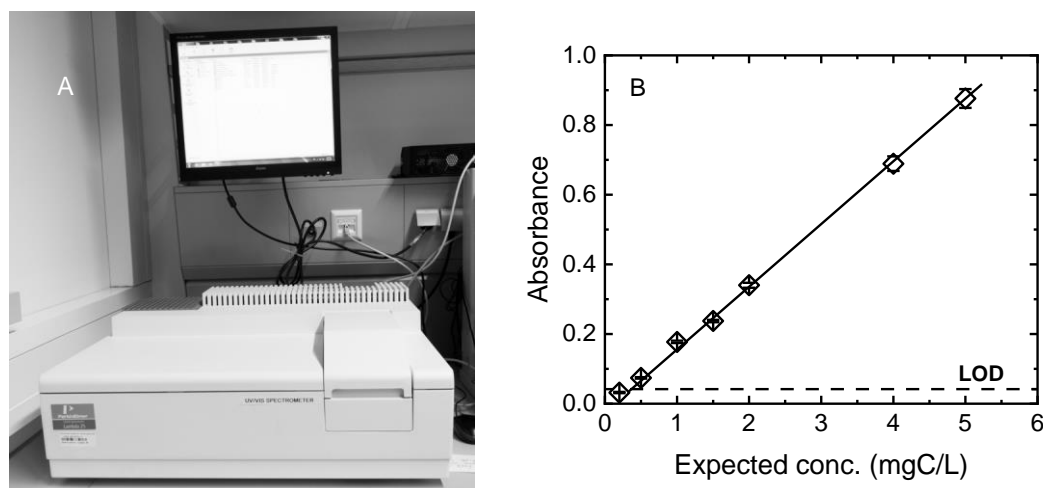 A
UV/VIS SPECTROMETER
PerkinElmer
B
1.0
0.8
0.6
0.4
0.2
0.0
Absorbance
LOD
0 1 2 3 4 5 6
Expected conc. (mgC/L)